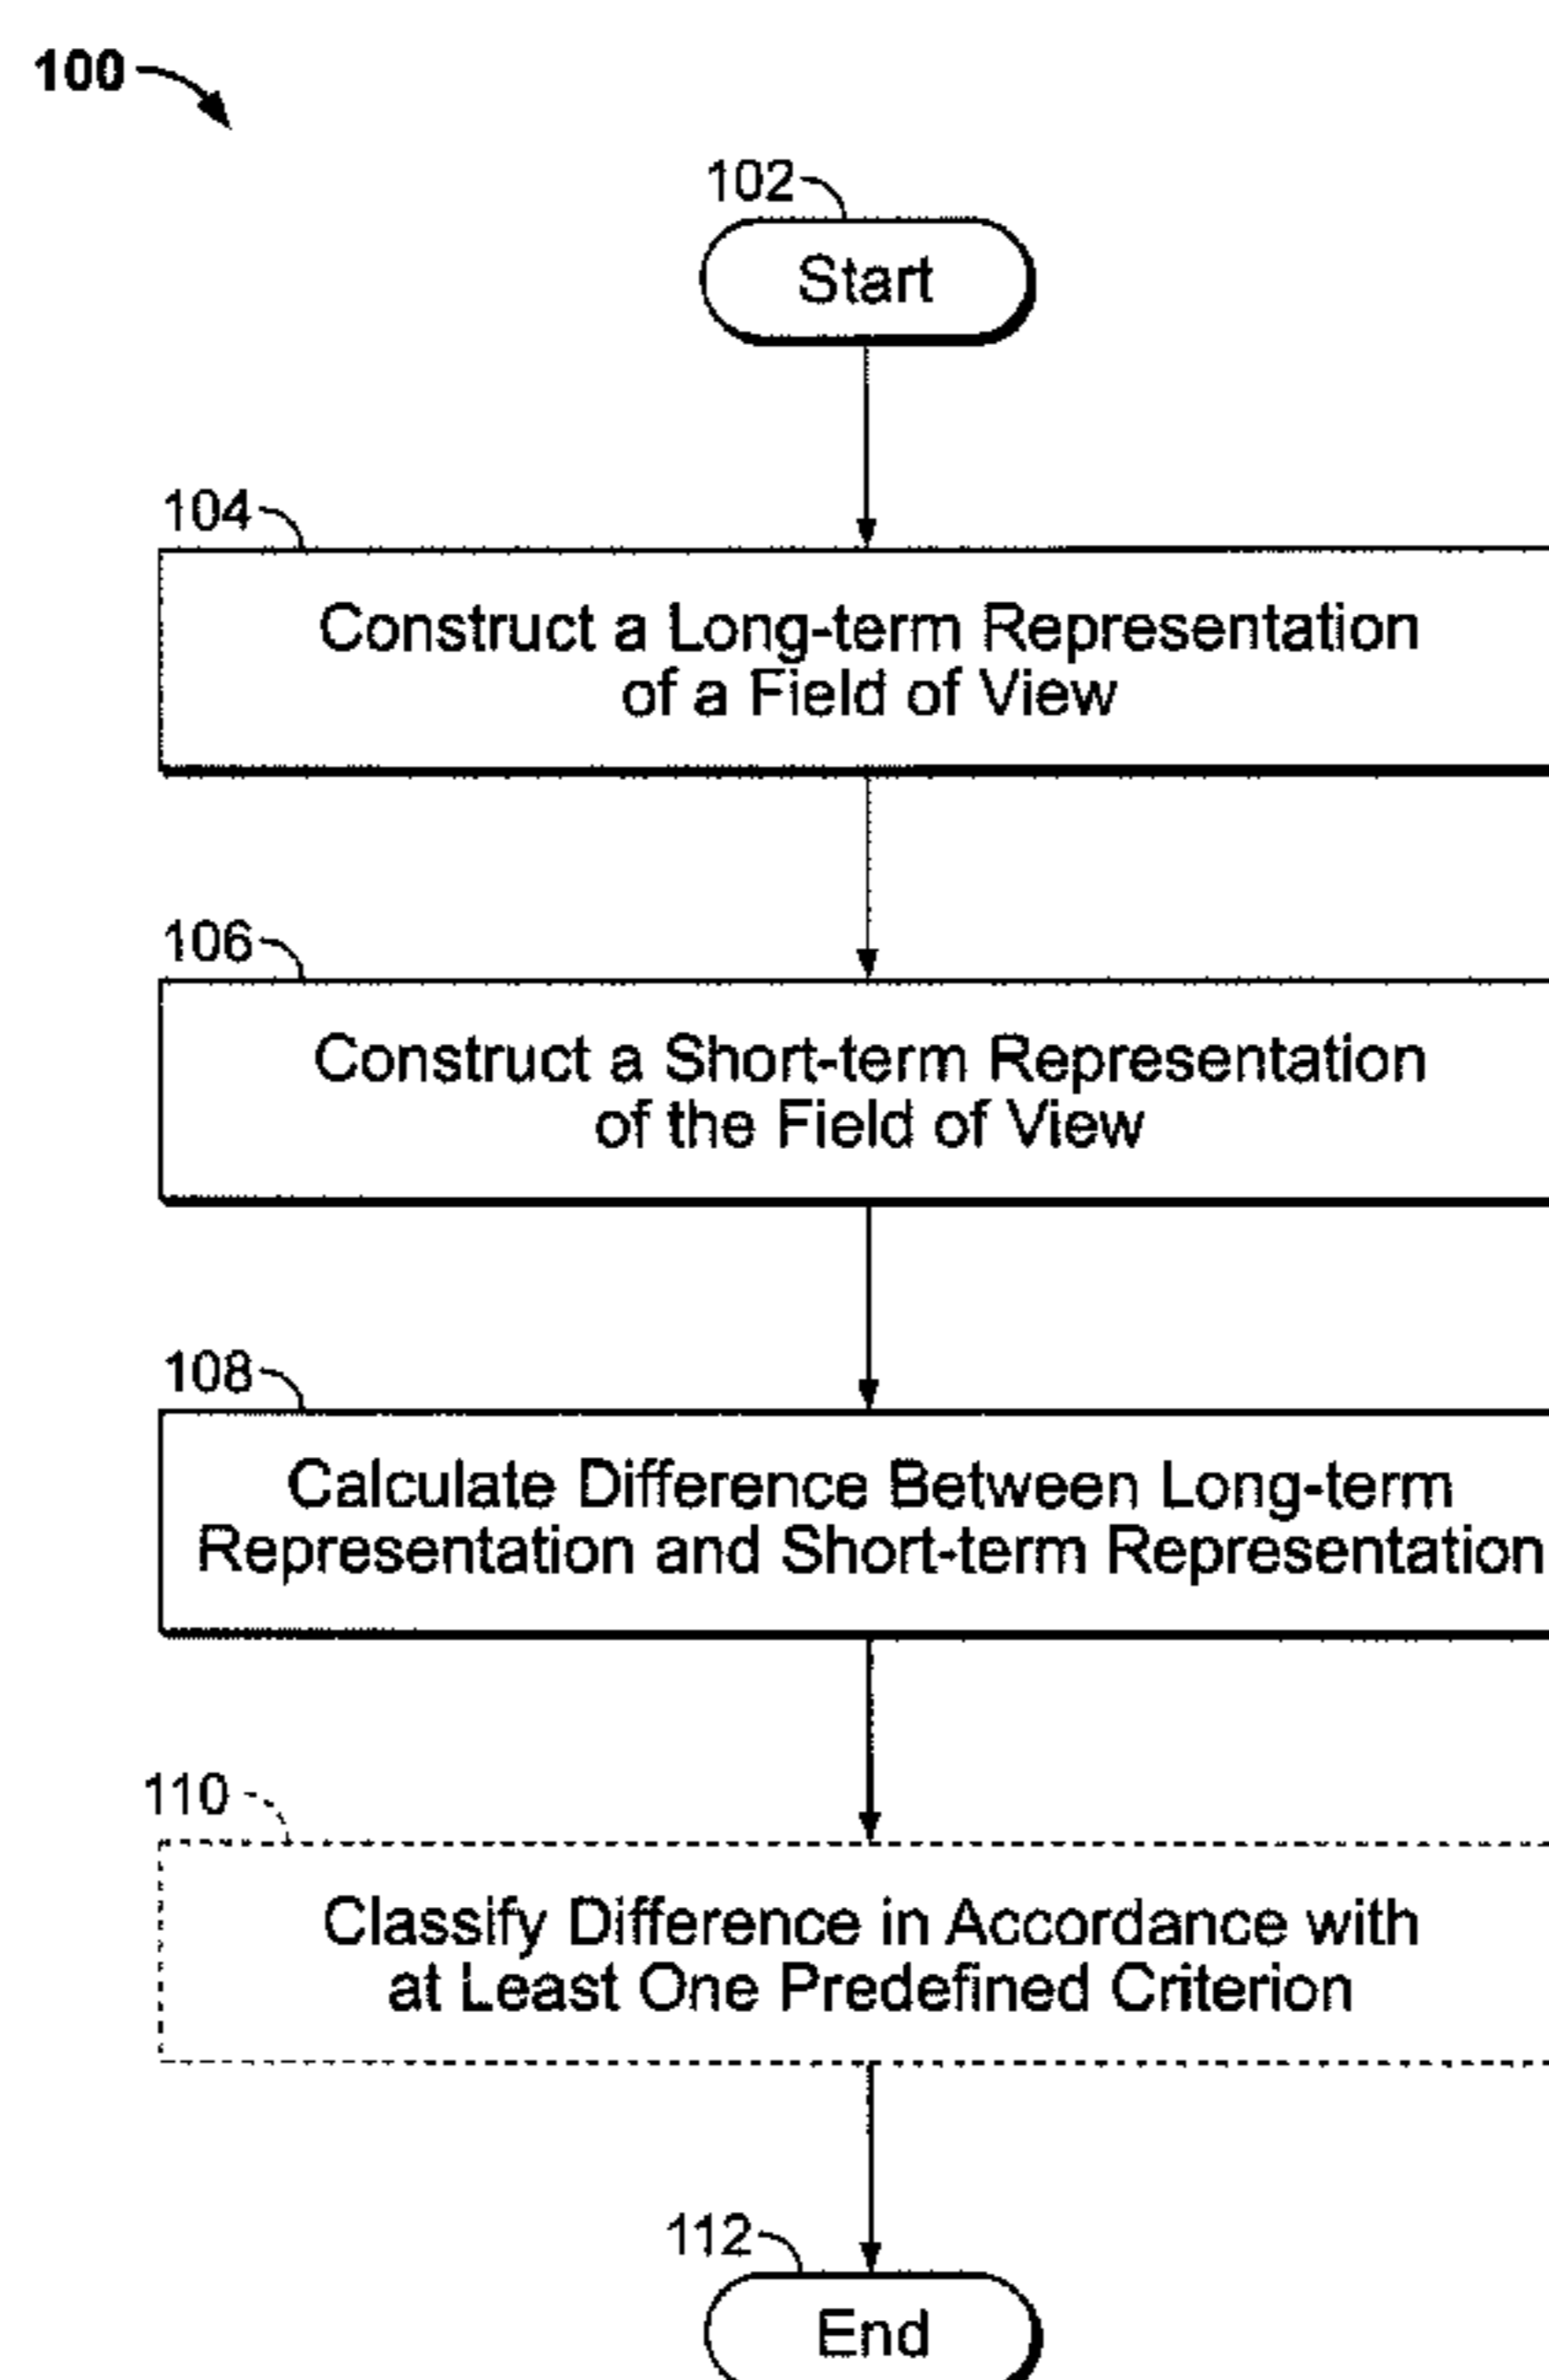 100
102
Start
104
Construct a Long-term Representation
of a Field of View
106
Construct a Short-term Representation
of the Field of View
108
Calculate Difference Between Long-term
Representation and Short-term Representation
110
Classify Difference in Accordance with
at Least One Predefined Criterion
112
End